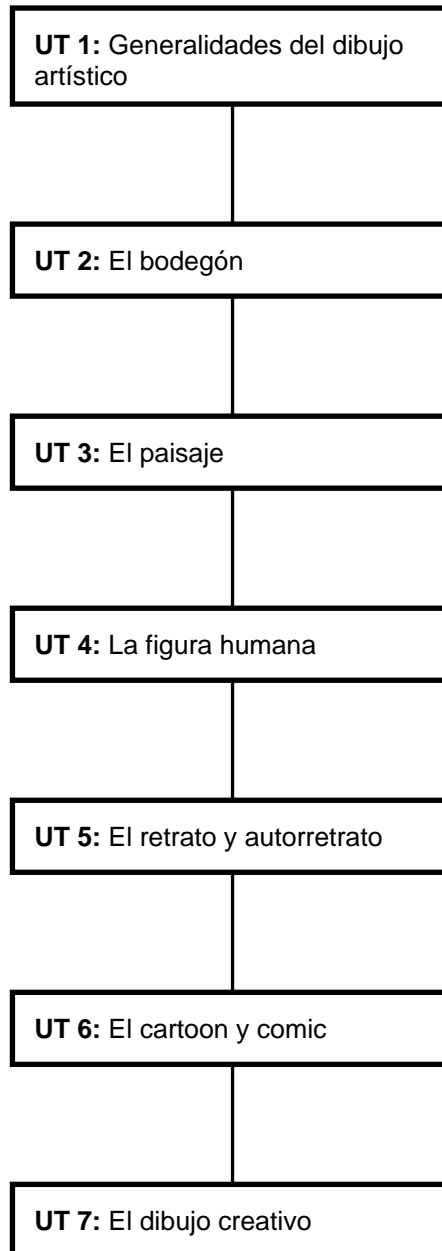 UT 1: Generalidades del dibujo
artístico
UT 2: El bodegón
UT 3: El paisaje
UT 4: La figura humana
UT 5: El retrato y autorretrato
UT 6: El cartoon y comic
UT 7: El dibujo creativo